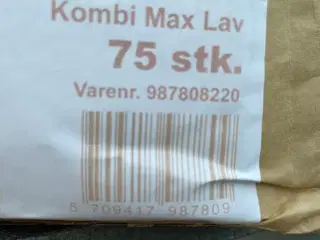 Kombi Max Lav
75 stk.
Varenr. 987808220
5 709417 987809